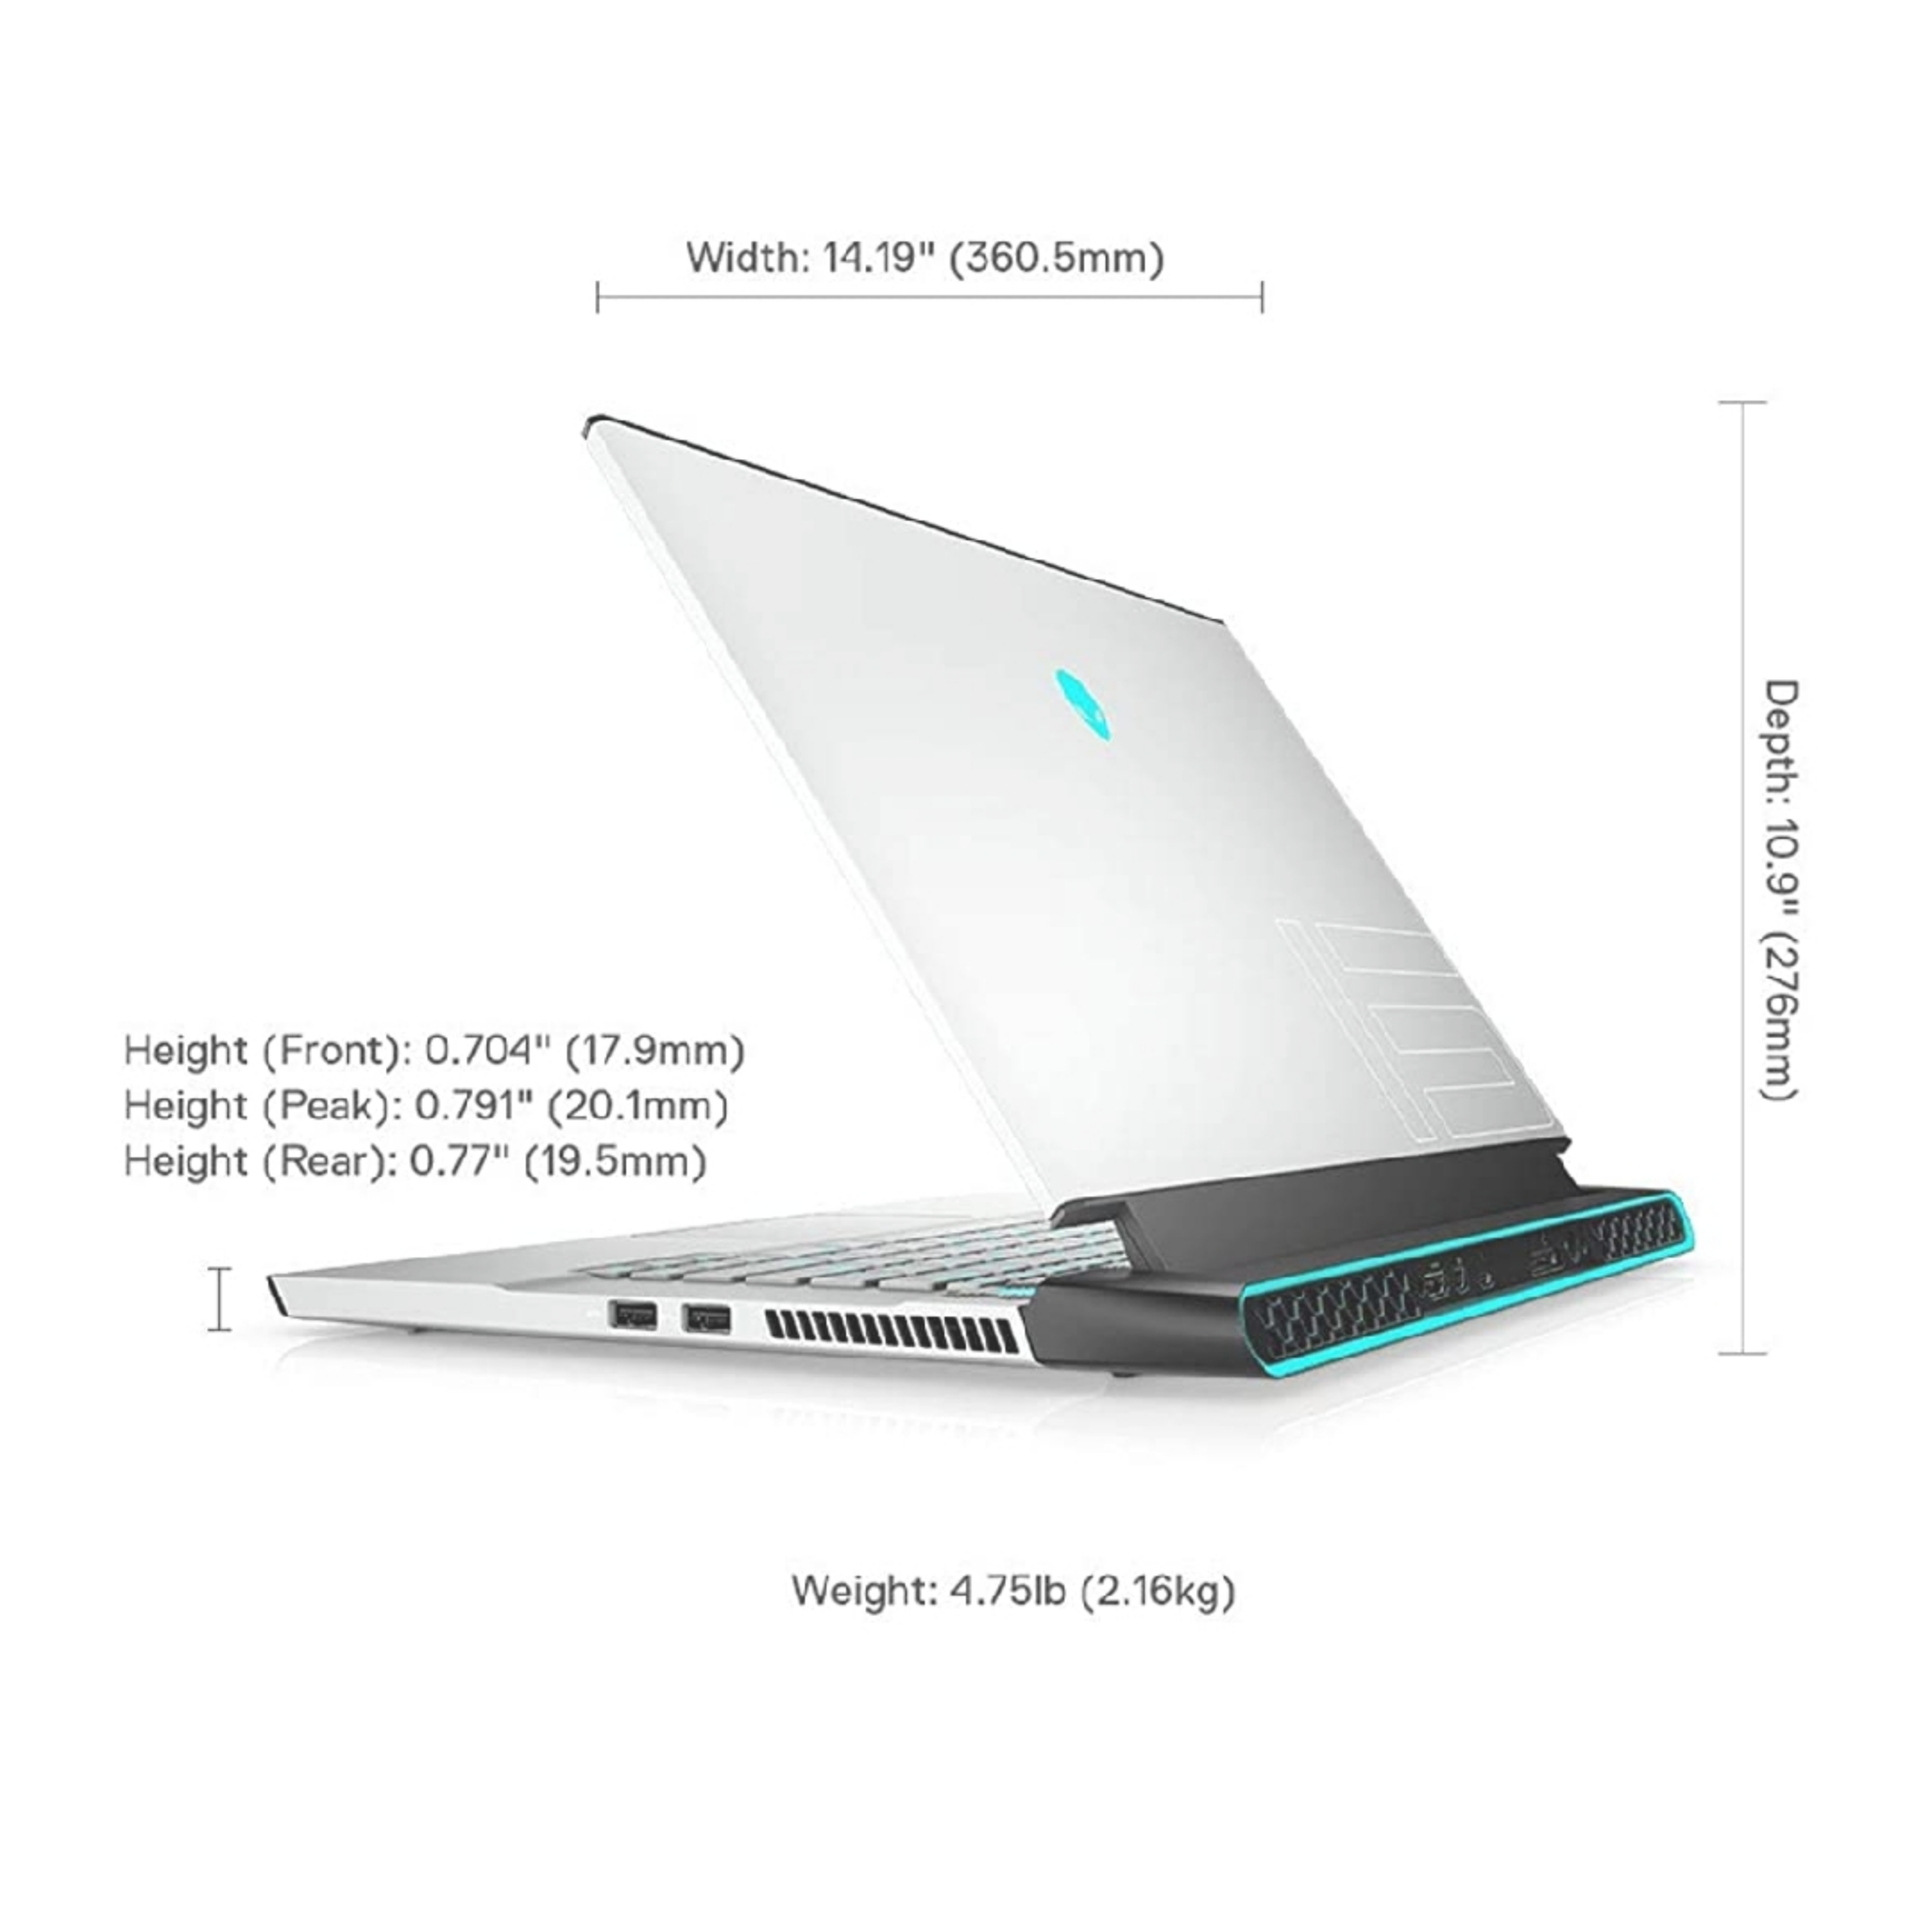 Width: 14.19" (360.5mm)
Depth: 10.9" (276mm)
Height (Front): 0.704" (17.9mm)
Height (Peak): 0.791" (20.1mm)
Height (Rear): 0.77" (19.5mm)
15
Weight: 4.75lb (2.16kg)